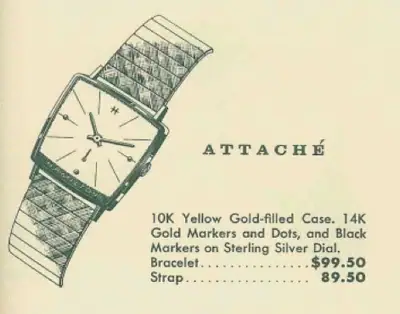 H
HAMILTON
ATTACHÉ
10K Yellow Gold-filled Case. 14K
Gold Markers and Dots, and Black
Markers on Sterling Silver Dial.
Bracelet.............$99.50
Strap................ 89.50